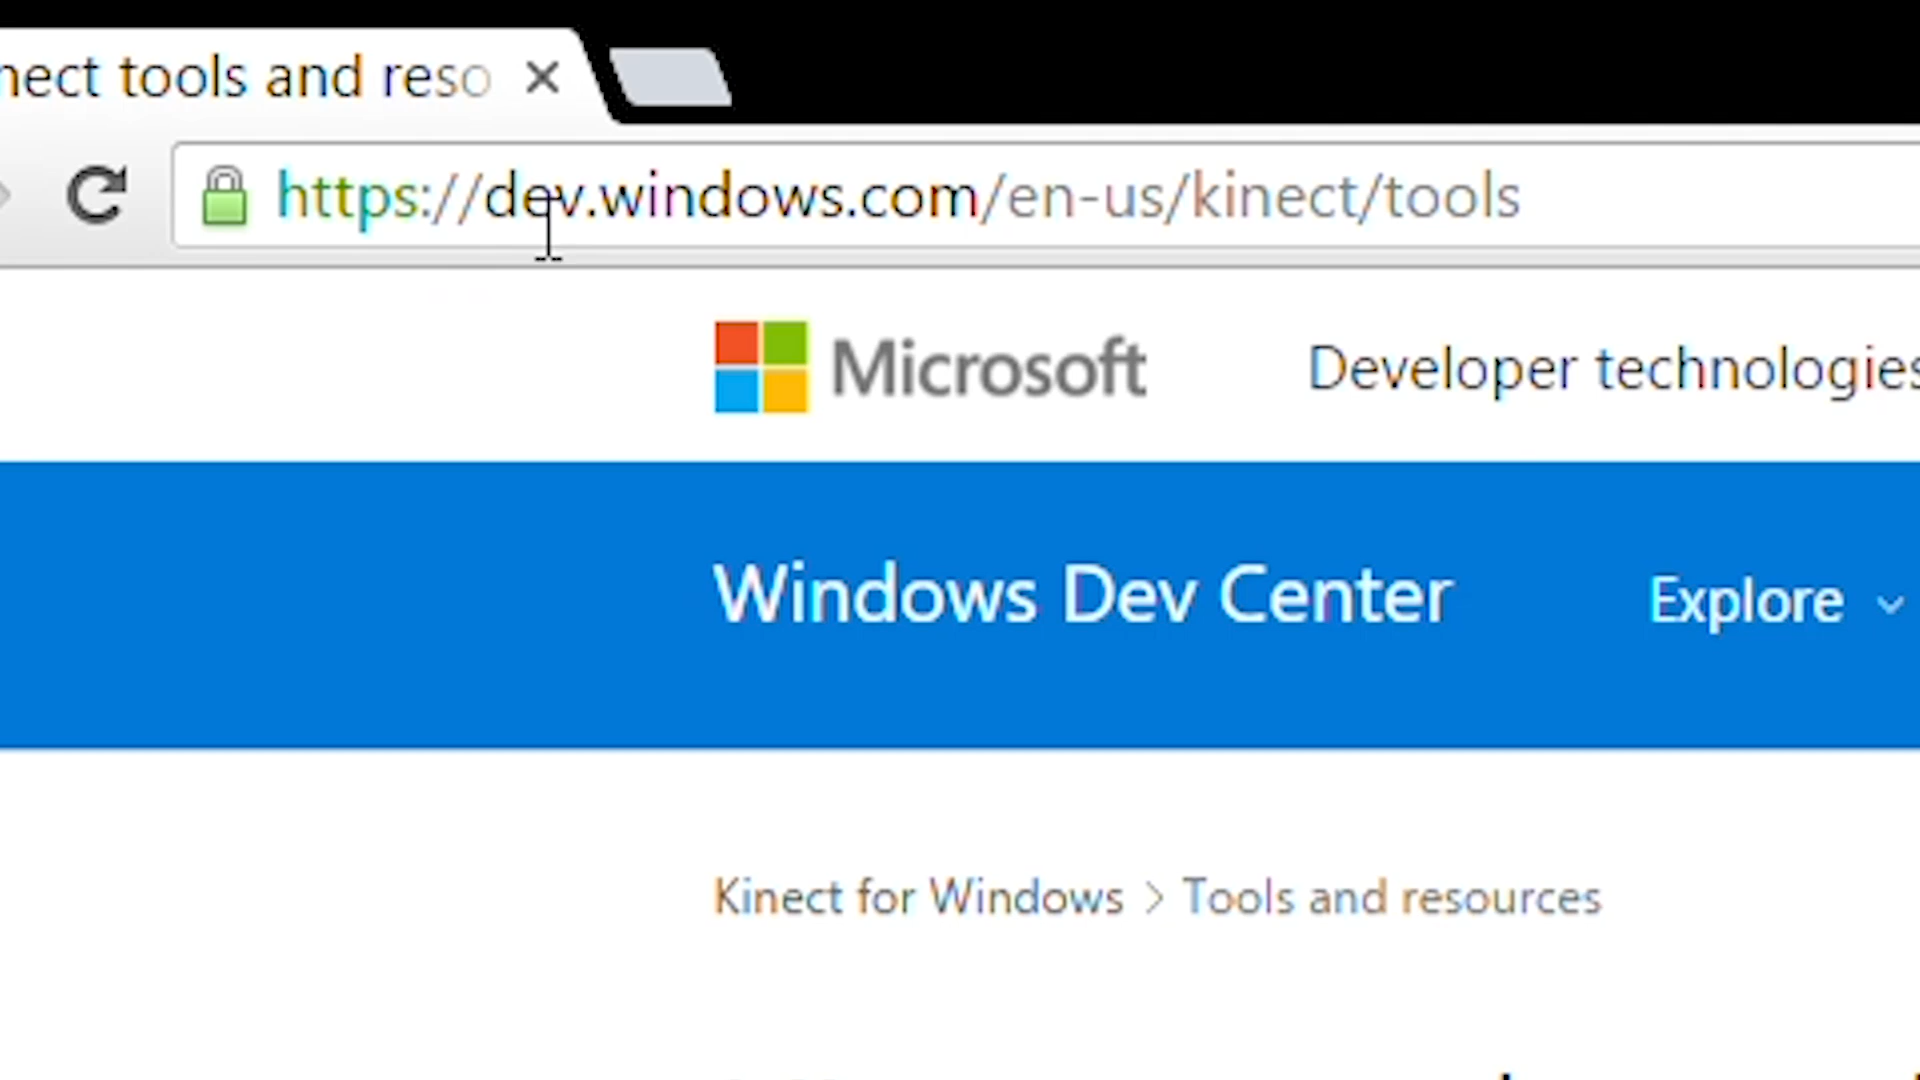 nect tools and reso
https://dev.windows.com/en-us/kinect/tools
Microsoft
Developer technologies
Windows Dev Center
Explore
Kinect for Windows > Tools and resources